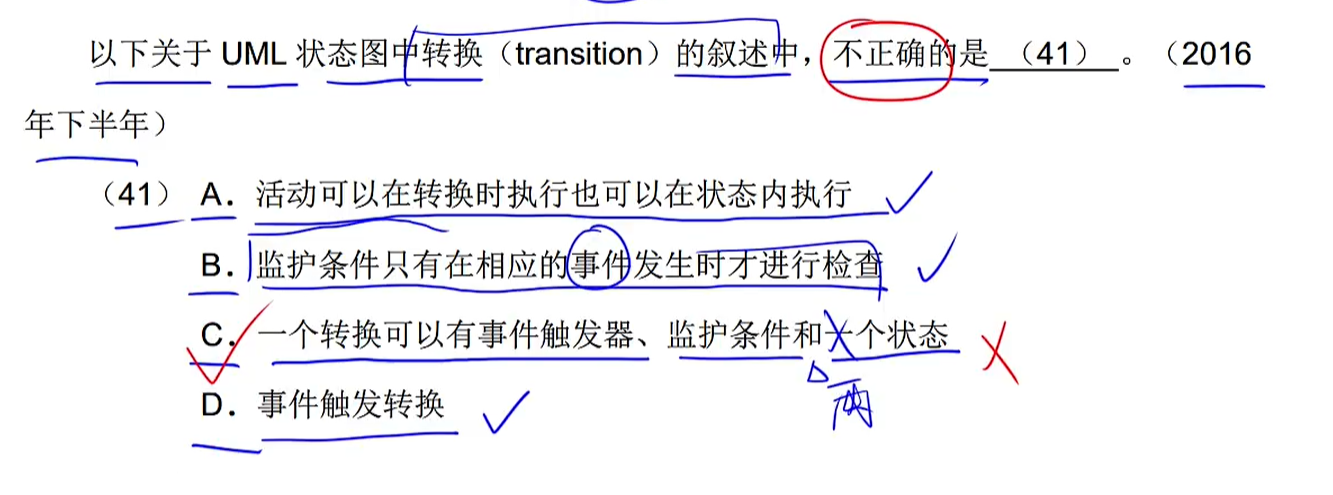 以下关于 UML 状态图中转换（transition）的叙述中，不正确的是 （41） 。（2016
年下半年）
（41）A．活动可以在转换时执行也可以在状态内执行
B．监护条件只有在相应的事件发生时才进行检查
C．一个转换可以有事件触发器、监护条件和一个状态
两
D．事件触发转换